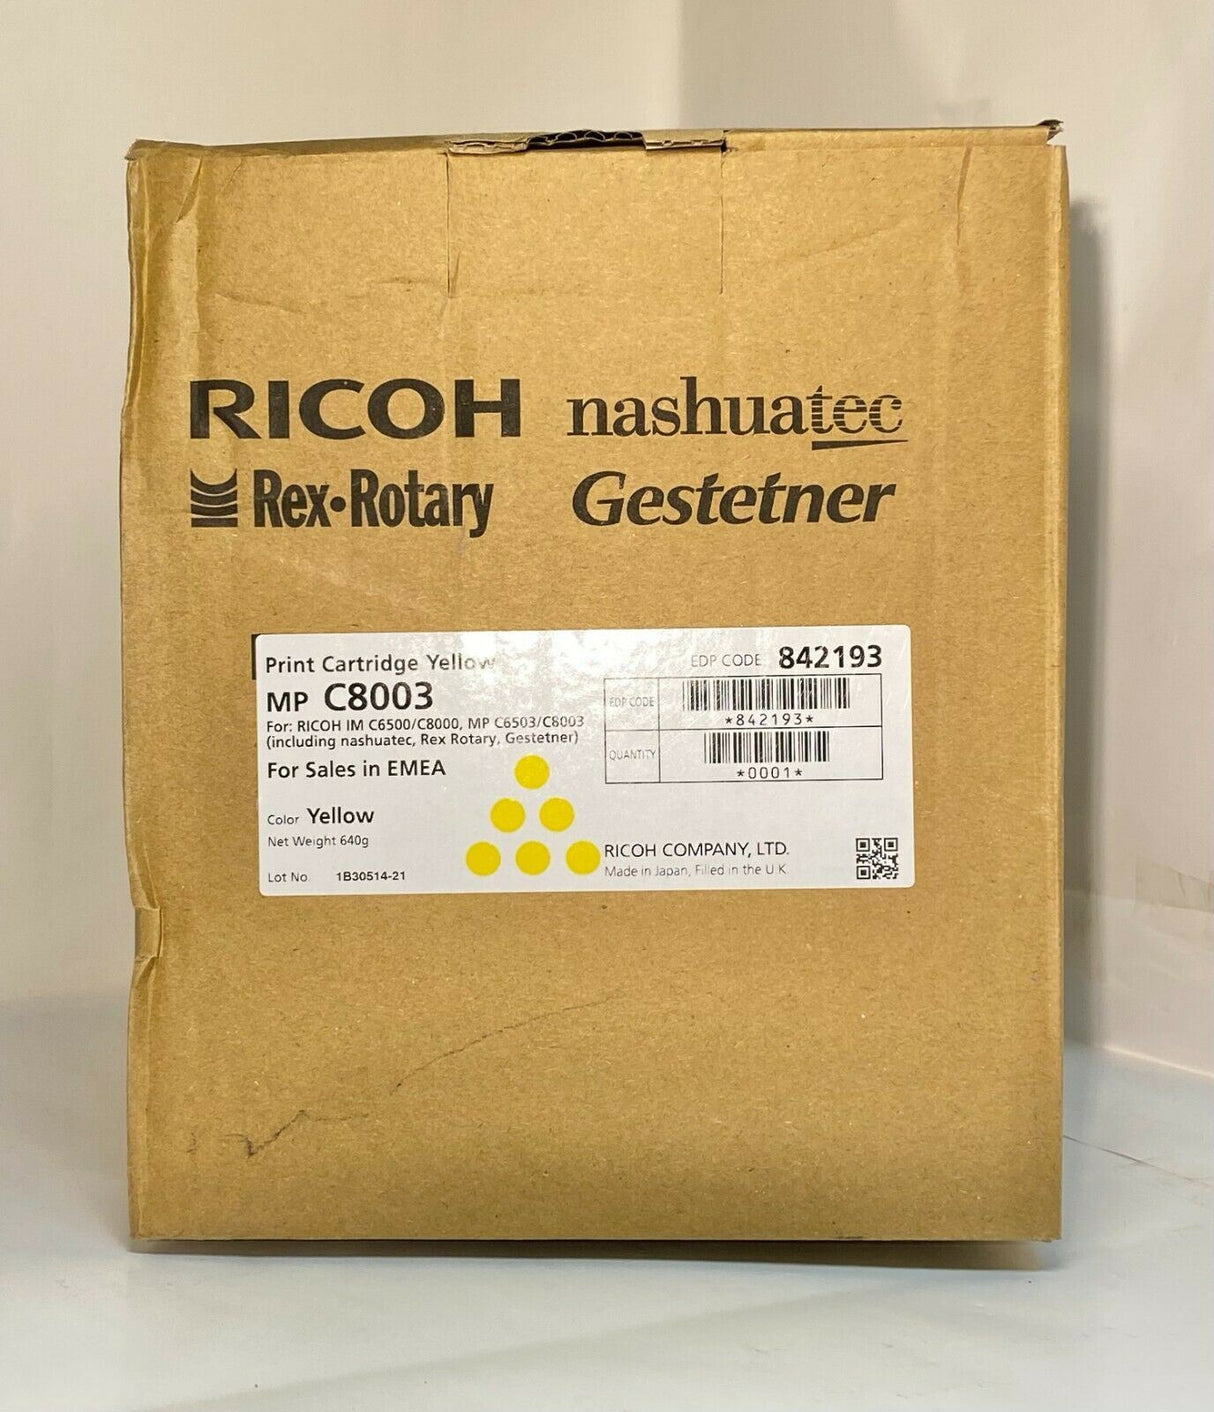 RICOH nashuatec
Rex•Rotary Gestetner
Print Cartridge Yellow
MP C8003
For: RICOH IM C6500/C8000, MP C6503/C8003
(including nashuatec, Rex Rotary, Gestetner)
For Sales in EMEA
Color Yellow
Net Weight 640g
Lot No. 1B30514-21
EDP CODE 842193
EDP CODE
*842193*
QUANTITY
*0001*
RICOH COMPANY, LTD.
Made in Japan, Filled in the U.K.